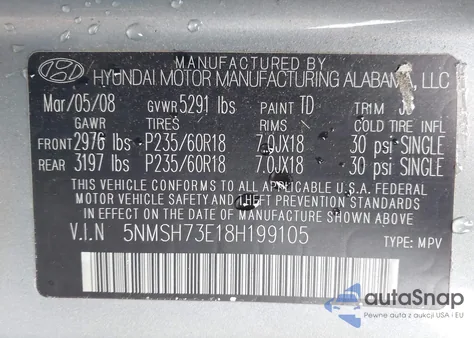 MANUFACTURED BY
HYUNDAI MOTOR MANUFACTURING ALABAMA, LLC
Mar/05/08 GVWR 5291 lbs PAINT TD TRIM
GAWR TIRES RIMS COLD TIRE INFLATION
FRONT 2976 lbs P235/60R18 7.0JX18 30 psi SINGLE
REAR 3197 lbs P235/60R18 7.0JX18 30 psi SINGLE
THIS VEHICLE CONFORMS TO ALL APPLICABLE U.S.A. FEDERAL
MOTOR VEHICLE SAFETY AND THEFT PREVENTION STANDARDS
IN EFFECT ON THE DATE OF MANUFACTURE SHOWN ABOVE.
V.I.N 5NMSH73E18H199105 TYPE: MPV
autoSnap
Pewne auta z dyskusji USA i EU